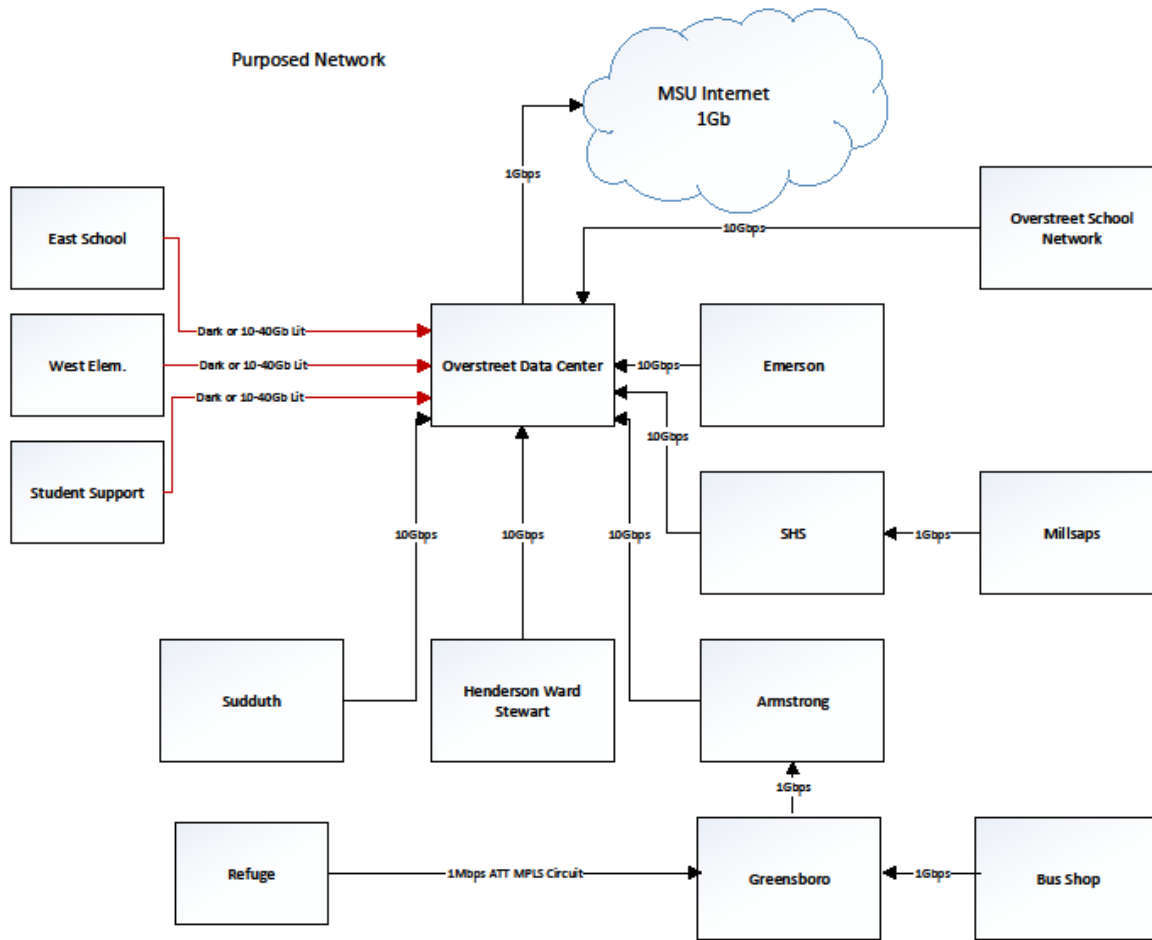 Purposed Network
MSU Internet
1Gb
1Gbps
East School
Overstreet School
Network
10Gbps
Dark or 10-40Gb Lit
West Elem.
Dark or 10-40Gb Lit
Overstreet Data Center
10Gbps
Emerson
Dark or 10-40Gb Lit
Student Support
10Gbps
10Gbps
10Gbps
10Gbps
SHS
1Gbps
Millsaps
Sudduth
Henderson Ward
Stewart
Armstrong
1Gbps
Refuge
1Mbps ATT MPLS Circuit
Greensboro
1Gbps
Bus Shop